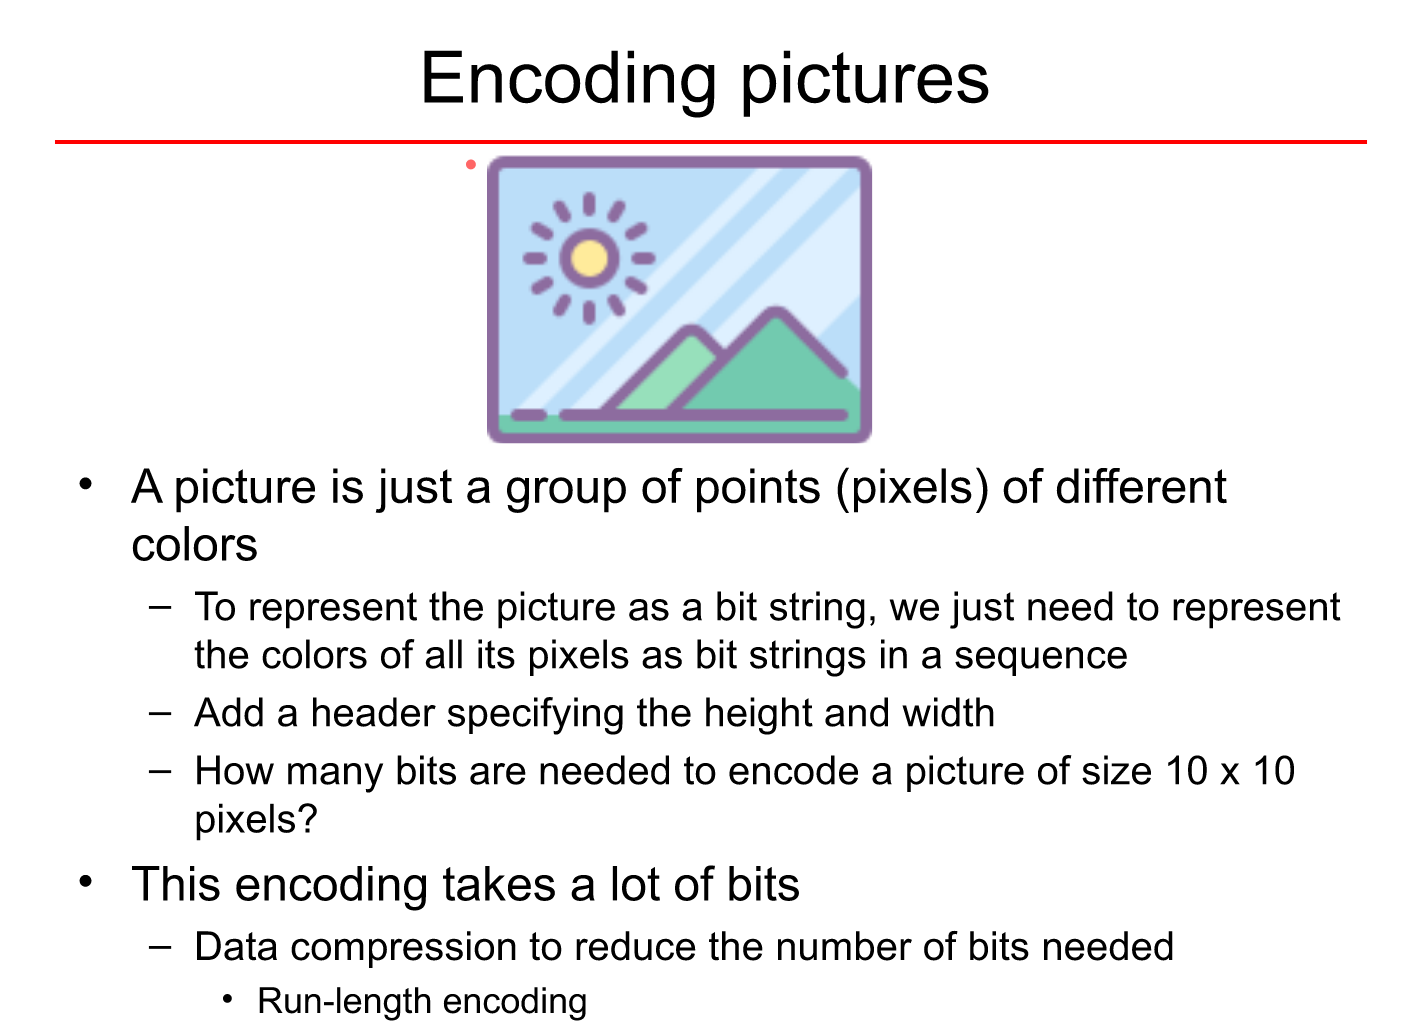 Encoding pictures
• A picture is just a group of points (pixels) of different
colors
– To represent the picture as a bit string, we just need to represent
the colors of all its pixels as bit strings in a sequence
– Add a header specifying the height and width
– How many bits are needed to encode a picture of size 10 x 10
pixels?
• This encoding takes a lot of bits
– Data compression to reduce the number of bits needed
• Run-length encoding